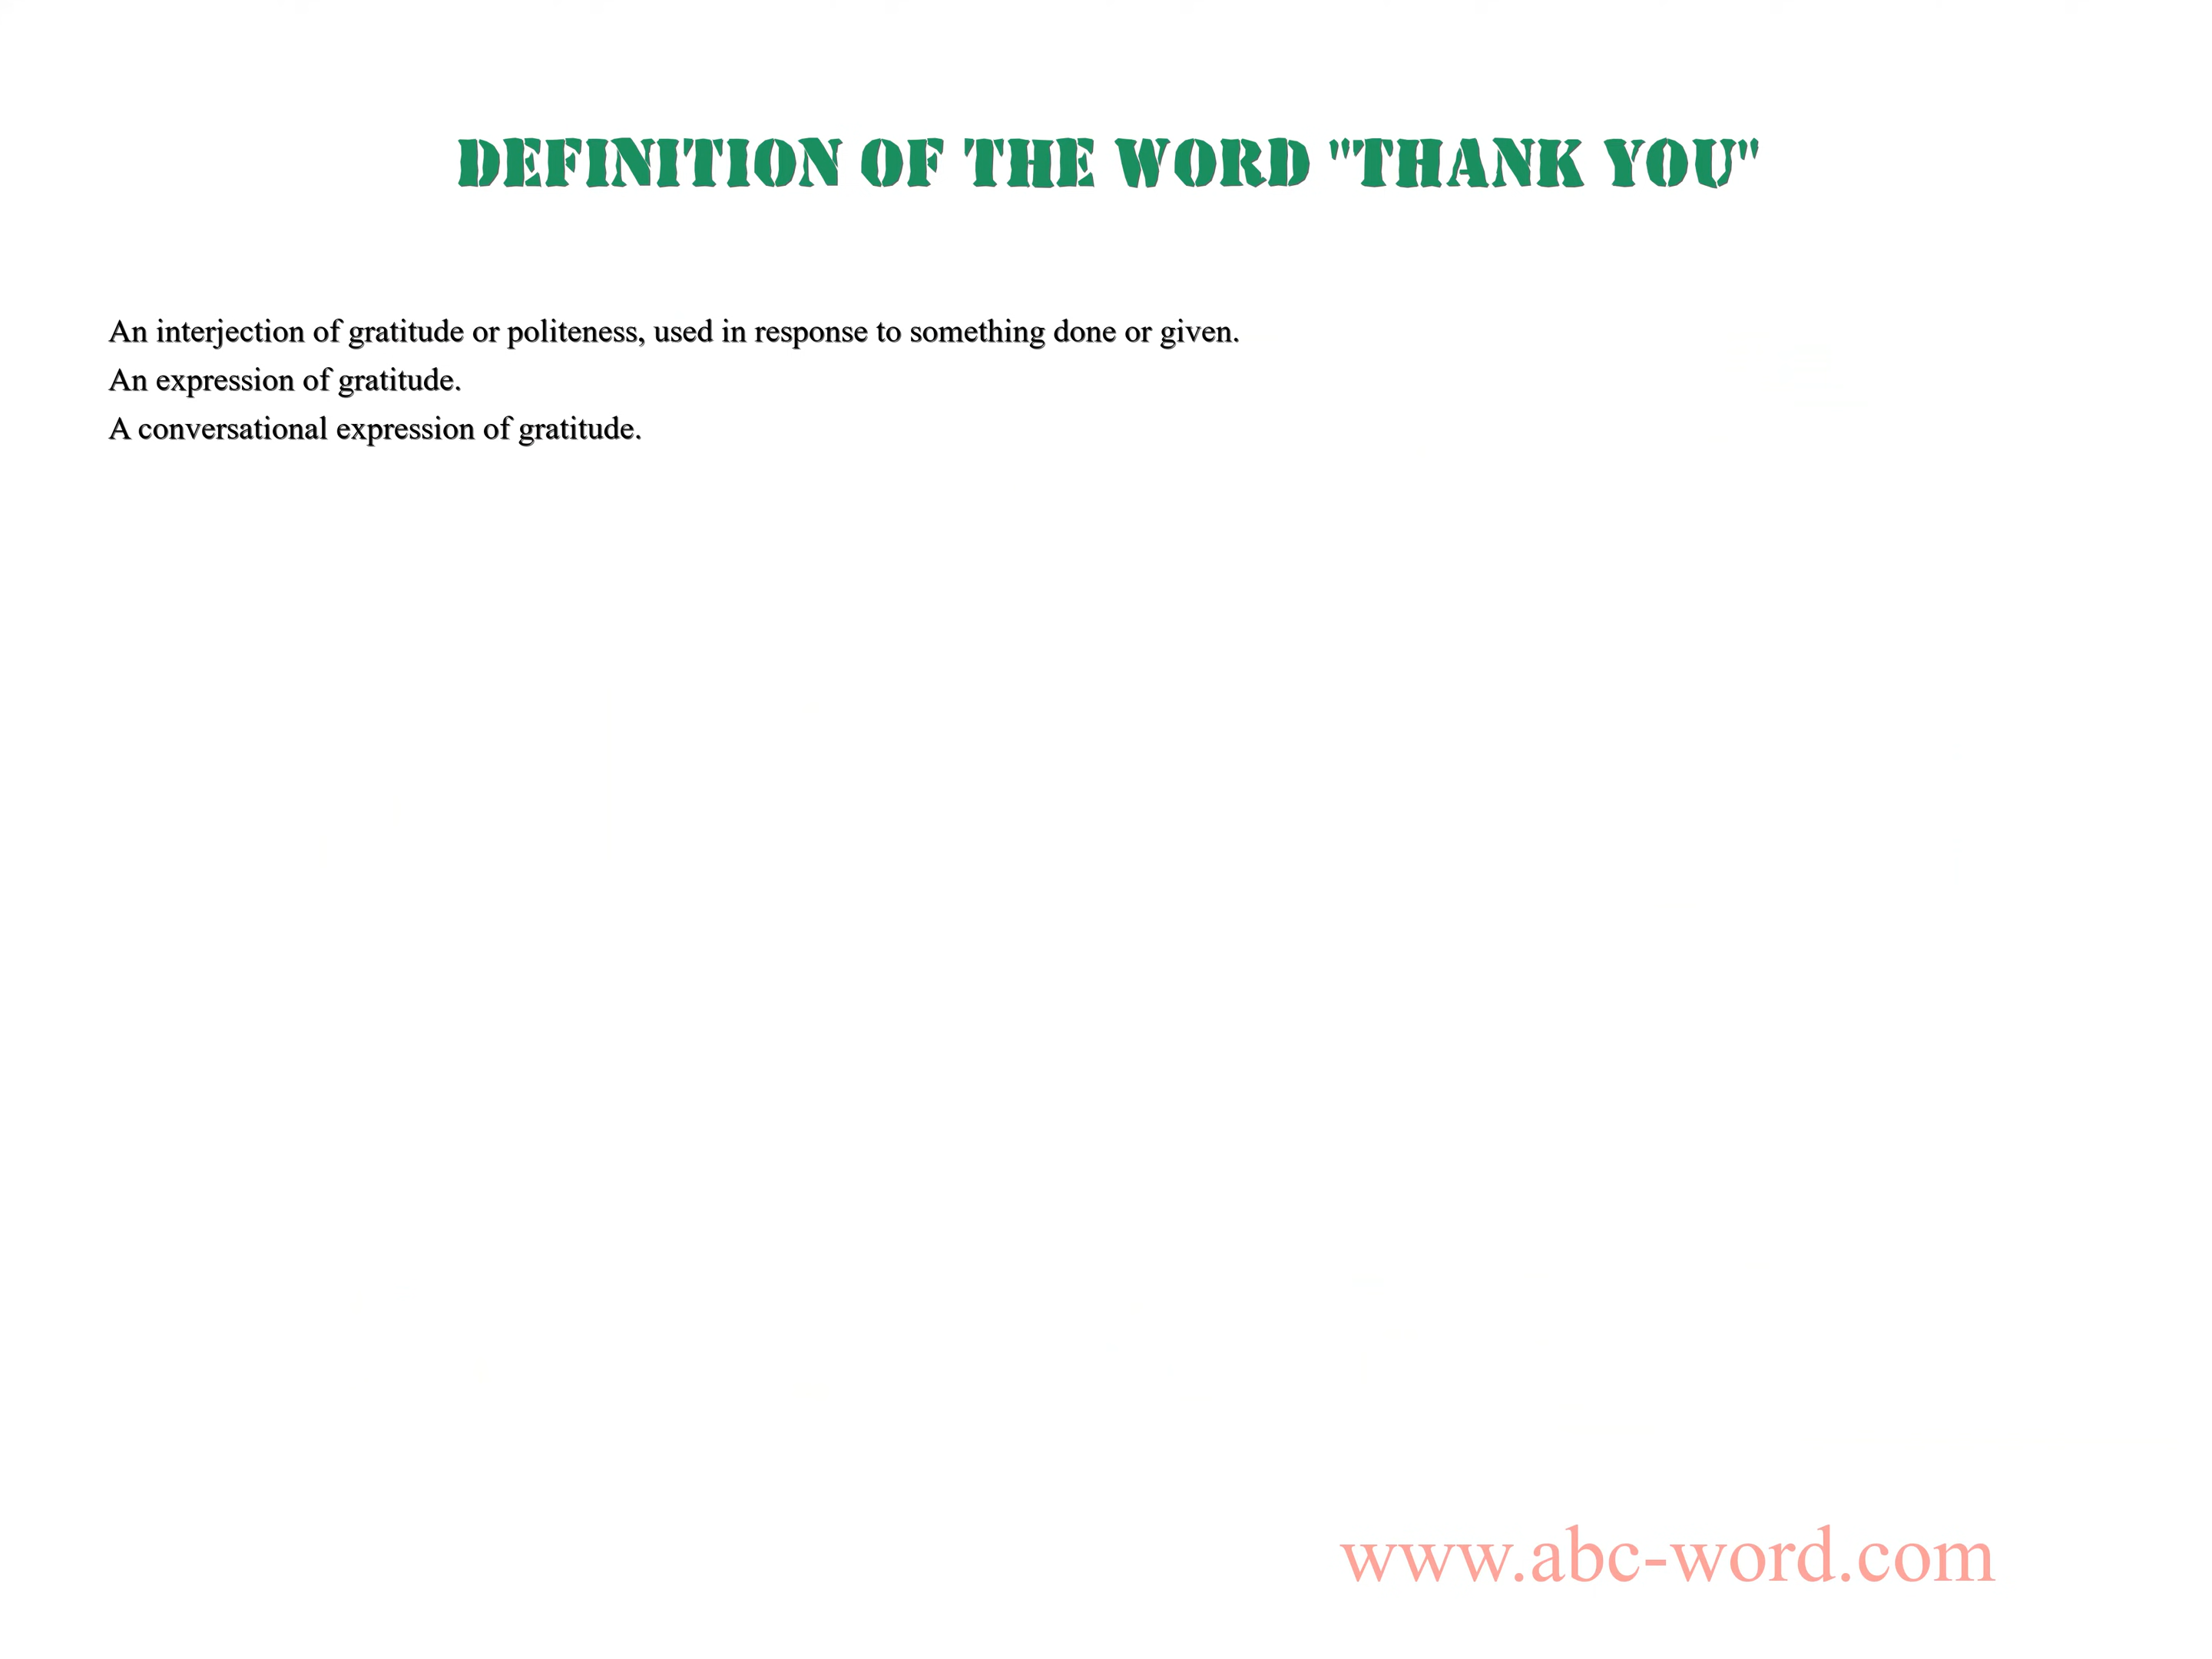 DEFINITION OF THE WORD "THANK YOU"
An interjection of gratitude or politeness, used in response to something done or given.
An expression of gratitude.
A conversational expression of gratitude.
www.abc-word.com